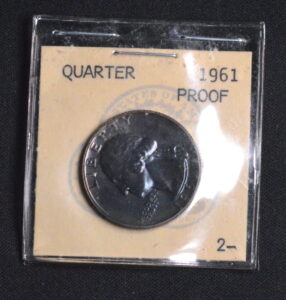 QUARTER 1961
PROOF
LIBERTY
2-